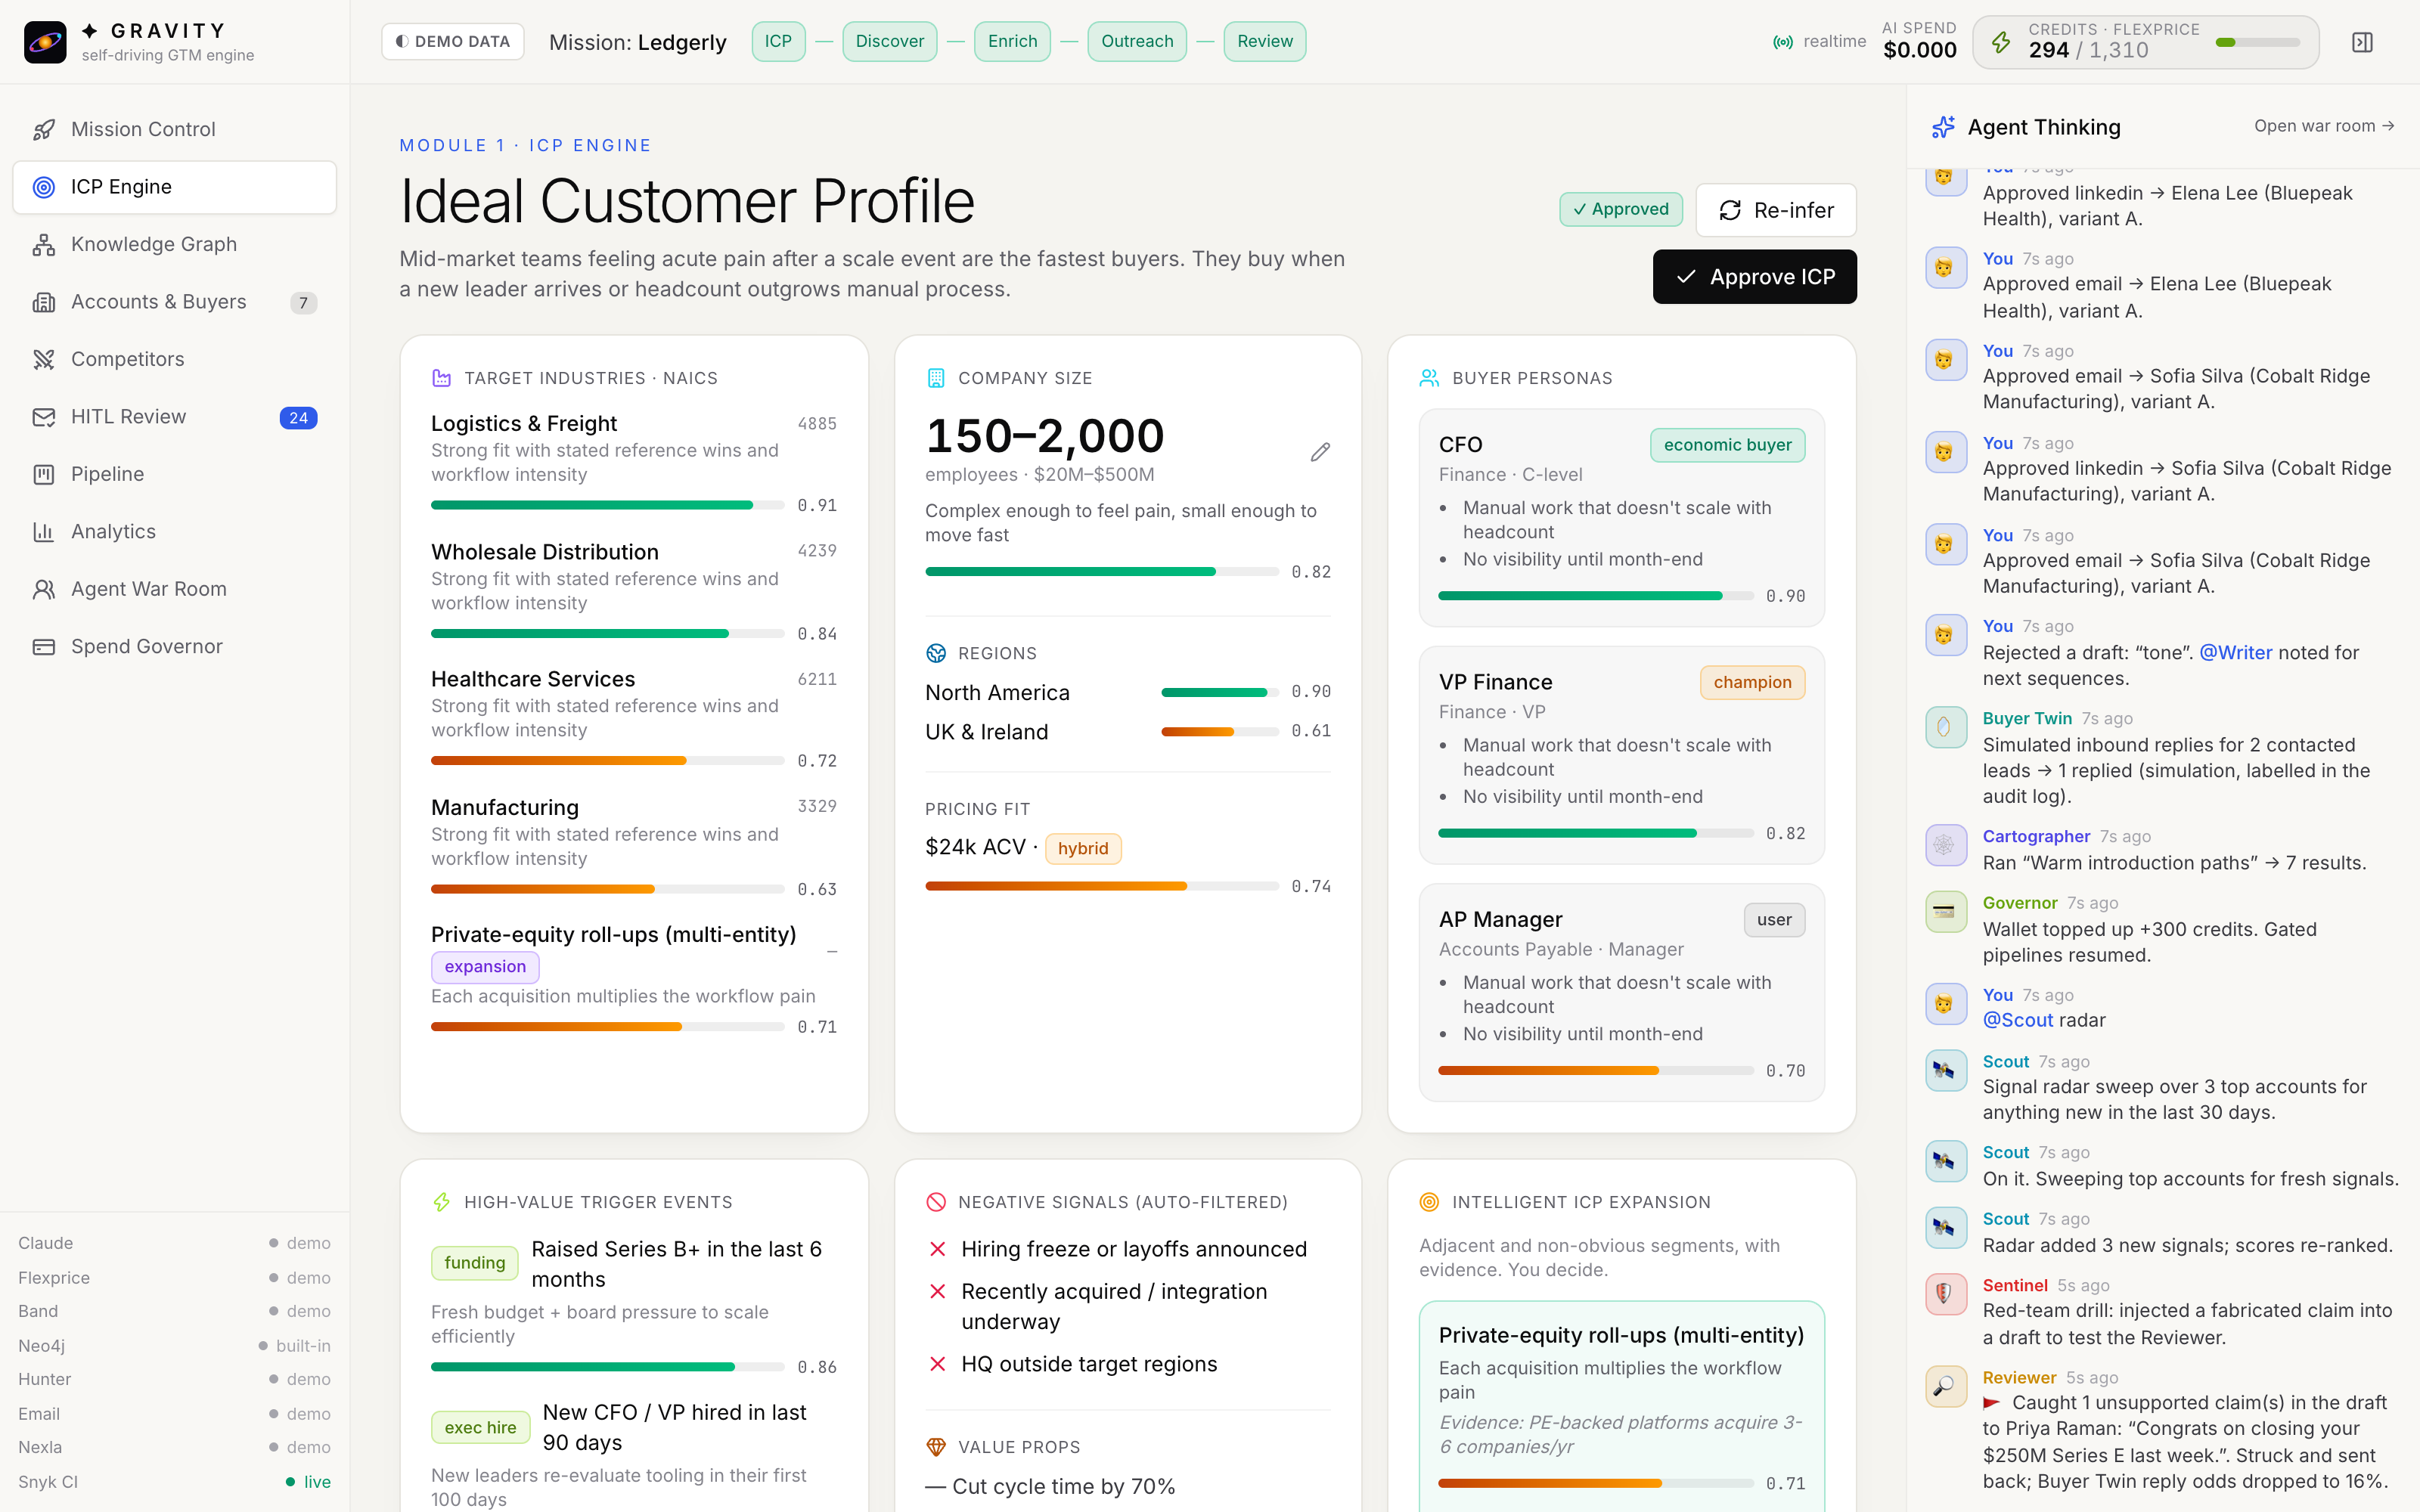 ✦ GRAVITY
self-driving GTM engine
DEMO DATA
Mission: Ledgerly
ICP — Discover — Enrich — Outreach — Review
realtime
AI SPEND
$0.000
CREDITS · FLEXPRICE
294 / 1,310
Mission Control
ICP Engine
Knowledge Graph
Accounts & Buyers 7
Competitors
HITL Review 24
Pipeline
Analytics
Agent War Room
Spend Governor
Claude demo
Flexprice demo
Band demo
Neo4j built-in
Hunter demo
Email demo
Nexla demo
Snyk CI live
MODULE 1 · ICP ENGINE
Ideal Customer Profile
Mid-market teams feeling acute pain after a scale event are the fastest buyers. They buy when
a new leader arrives or headcount outgrows manual process.
✓ Approved
Re-infer
Approve ICP
TARGET INDUSTRIES · NAICS
Logistics & Freight 4885
Strong fit with stated reference wins and
workflow intensity
0.91
Wholesale Distribution 4239
Strong fit with stated reference wins and
workflow intensity
0.84
Healthcare Services 6211
Strong fit with stated reference wins and
workflow intensity
0.72
Manufacturing 3329
Strong fit with stated reference wins and
workflow intensity
0.63
Private-equity roll-ups (multi-entity) –
expansion
Each acquisition multiplies the workflow pain
0.71
COMPANY SIZE
150–2,000
employees · $20M–$500M
Complex enough to feel pain, small enough to
move fast
0.82
REGIONS
North America 0.90
UK & Ireland 0.61
PRICING FIT
$24k ACV · hybrid
0.74
BUYER PERSONAS
CFO economic buyer
Finance · C-level
• Manual work that doesn't scale with
headcount
• No visibility until month-end
0.90
VP Finance champion
Finance · VP
• Manual work that doesn't scale with
headcount
• No visibility until month-end
0.82
AP Manager user
Accounts Payable · Manager
• Manual work that doesn't scale with
headcount
• No visibility until month-end
0.70
HIGH-VALUE TRIGGER EVENTS
funding Raised Series B+ in the last 6
months
Fresh budget + board pressure to scale
efficiently
0.86
exec hire New CFO / VP hired in last
90 days
New leaders re-evaluate tooling in their first
100 days
NEGATIVE SIGNALS (AUTO-FILTERED)
Hiring freeze or layoffs announced
Recently acquired / integration
underway
HQ outside target regions
VALUE PROPS
— Cut cycle time by 70%
INTELLIGENT ICP EXPANSION
Adjacent and non-obvious segments, with
evidence. You decide.
Private-equity roll-ups (multi-entity)
Each acquisition multiplies the workflow
pain
Evidence: PE-backed platforms acquire 3-
6 companies/yr
0.71
Agent Thinking
Open war room →
You 7s ago
Approved linkedin → Elena Lee (Bluepeak
Health), variant A.
You 7s ago
Approved email → Elena Lee (Bluepeak
Health), variant A.
You 7s ago
Approved email → Sofia Silva (Cobalt Ridge
Manufacturing), variant A.
You 7s ago
Approved linkedin → Sofia Silva (Cobalt Ridge
Manufacturing), variant A.
You 7s ago
Approved email → Sofia Silva (Cobalt Ridge
Manufacturing), variant A.
You 7s ago
Rejected a draft: “tone”. @Writer noted for
next sequences.
Buyer Twin 7s ago
Simulated inbound replies for 2 contacted
leads → 1 replied (simulation, labelled in the
audit log).
Cartographer 7s ago
Ran “Warm introduction paths” → 7 results.
Governor 7s ago
Wallet topped up +300 credits. Gated
pipelines resumed.
You 7s ago
@Scout radar
Scout 7s ago
Signal radar sweep over 3 top accounts for
anything new in the last 30 days.
Scout 7s ago
On it. Sweeping top accounts for fresh signals.
Scout 7s ago
Radar added 3 new signals; scores re-ranked.
Sentinel 5s ago
Red-team drill: injected a fabricated claim into
a draft to test the Reviewer.
Reviewer 5s ago
Caught 1 unsupported claim(s) in the draft
to Priya Raman: “Congrats on closing your
$250M Series E last week.”. Struck and sent
back; Buyer Twin reply odds dropped to 16%.